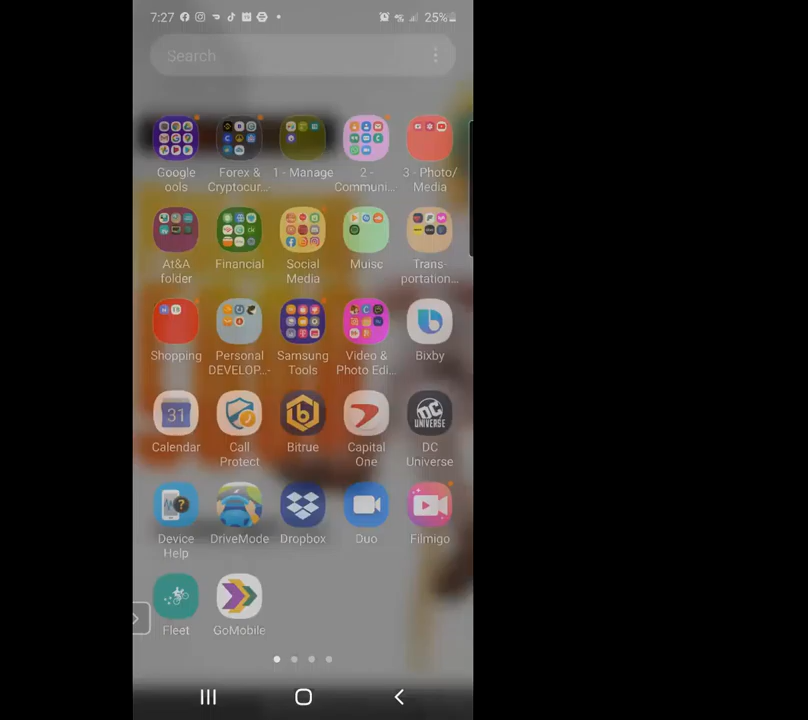 7:27
25%
Search
Google Forex & 1 - Manage 2 - 3 - Photo/
ools Cryptocur... Communi... Media
At&A Financial Social Muisc Trans-
folder Media portation...
Shopping Personal Samsung Video & Bixby
DEVELOP... Tools Photo Edi...
31
DC
UNIVERSE
Calendar Call Bitrue Capital DC
Protect One Universe
Device DriveMode Dropbox Duo Filmigo
Help
Fleet GoMobile